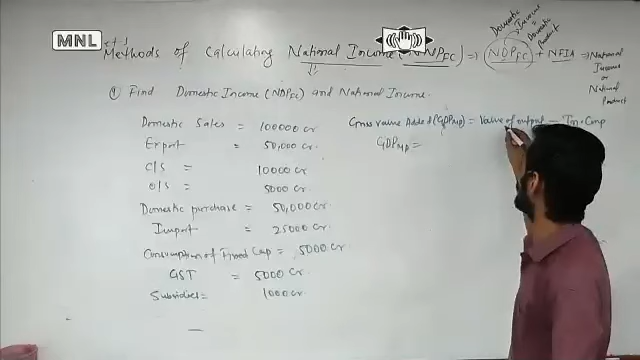 MNL
Methods of Calculating National Income (NNPFC) => NDPFC + NFIA => National Income or National Product
Domestic Income = Domestic Product
Q Find Domestic Income (NDPFC) and National Income.
Domestic Sales = 100000 Cr
Export = 50,000 Cr.
C/S = 10000 Cr
O/S = 5000 Cr.
Domestic purchase = 50,000 Cr.
Import = 25000 Cr.
Consumption of Fixed Cap = 5000 Cr.
GST = 5000 Cr.
Subsidies = 1000 Cr.
Gross Value Added (GDPMP) = Value of output - Int. Comp
GDPMP =